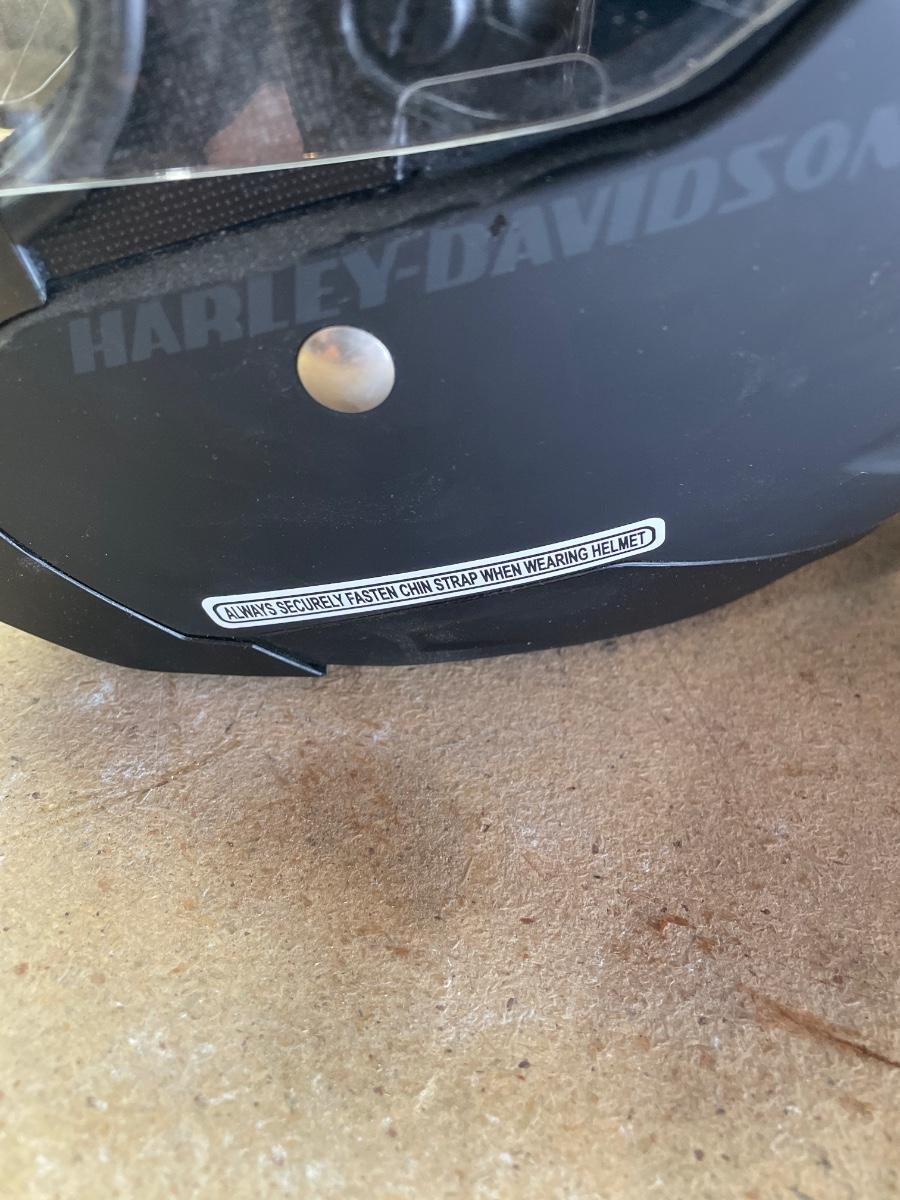 HARLEY-DAVIDSON
ALWAYS SECURELY FASTEN CHIN STRAP WHEN WEARING HELMET